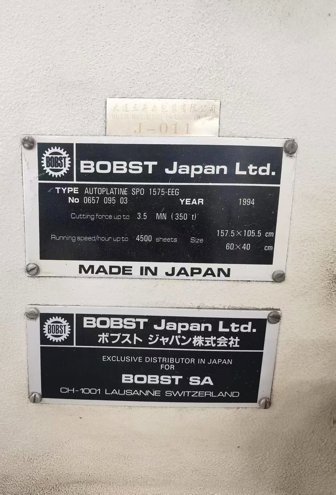 J-011
BOBST
BOBST Japan Ltd.
TYPE AUTOPLATINE SPO 1575-EEG
No 0657 095 03 YEAR 1994
Cutting force up to 3.5 MN (350 t)
Running speed/hour up to 4500 sheets Size 157.5×105.5 cm
60×40 cm
MADE IN JAPAN
BOBST
BOBST Japan Ltd.
ボブスト ジャパン株式会社
EXCLUSIVE DISTRIBUTOR IN JAPAN
FOR
BOBST SA
CH-1001 LAUSANNE SWITZERLAND